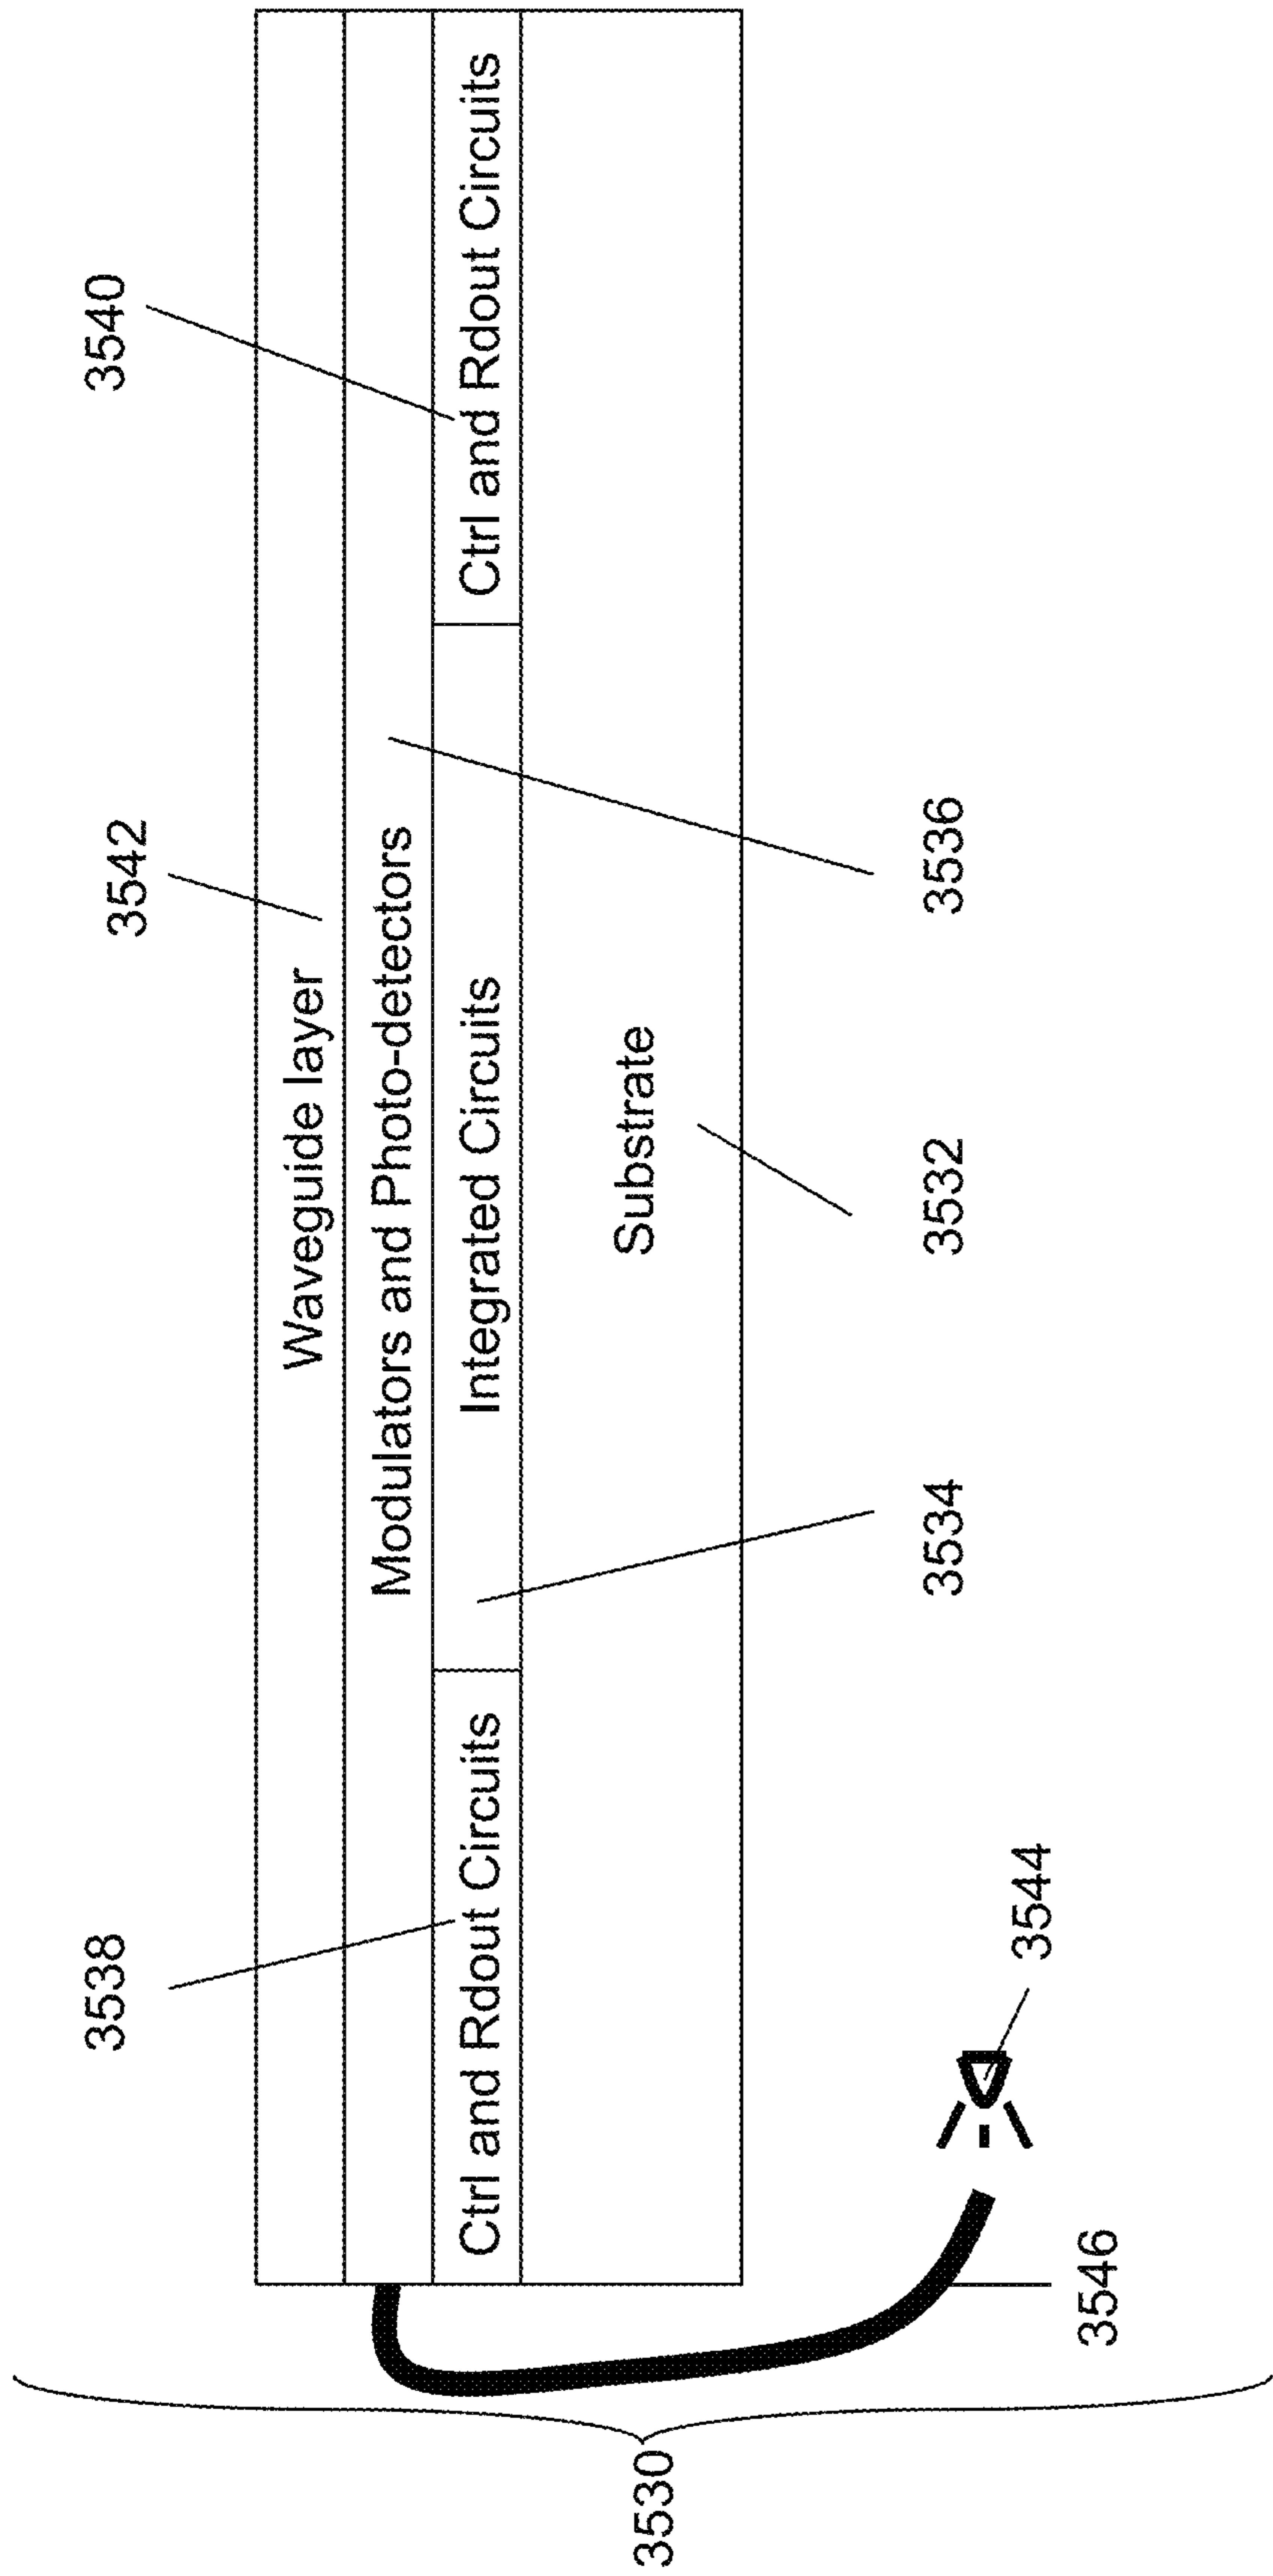 3538
3542
3540
Waveguide layer
Modulators and Photo-detectors
Ctrl and Rdout Circuits
Integrated Circuits
Ctrl and Rdout Circuits
Substrate
3530
3534
3532
3536
3544
3546